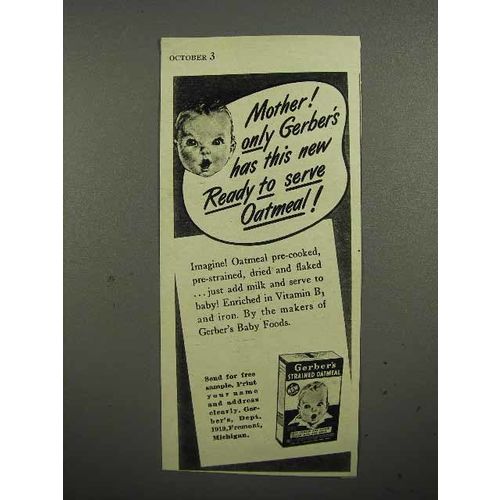 OCTOBER 3
Mother!
only Gerber's
has this new
Ready to serve
Oatmeal!
Imagine! Oatmeal pre-cooked,
pre-strained, dried and flaked
...just add milk and serve to
baby! Enriched in Vitamin B₁
and iron. By the makers of
Gerber's Baby Foods.
Send for free
sample. Print
your name
and address
clearly, Ger-
ber's, Dept.
1910, Fremont,
Michigan.
Gerber's
STRAINED OATMEAL